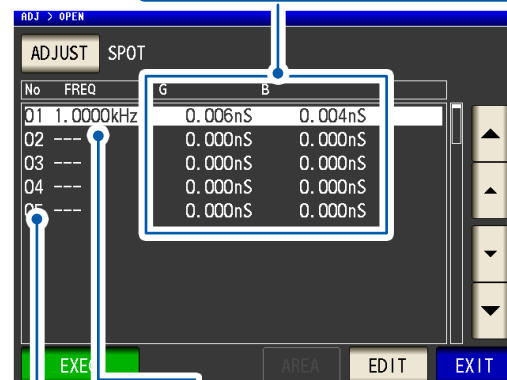 ADJ > OPEN
ADJUST SPOT
No FREQ G B
01 1.0000kHz 0.006nS 0.004nS
02 --- 0.000nS 0.000nS
03 --- 0.000nS 0.000nS
04 --- 0.000nS 0.000nS
--- 0.000nS 0.000nS
AREA EDIT EXIT